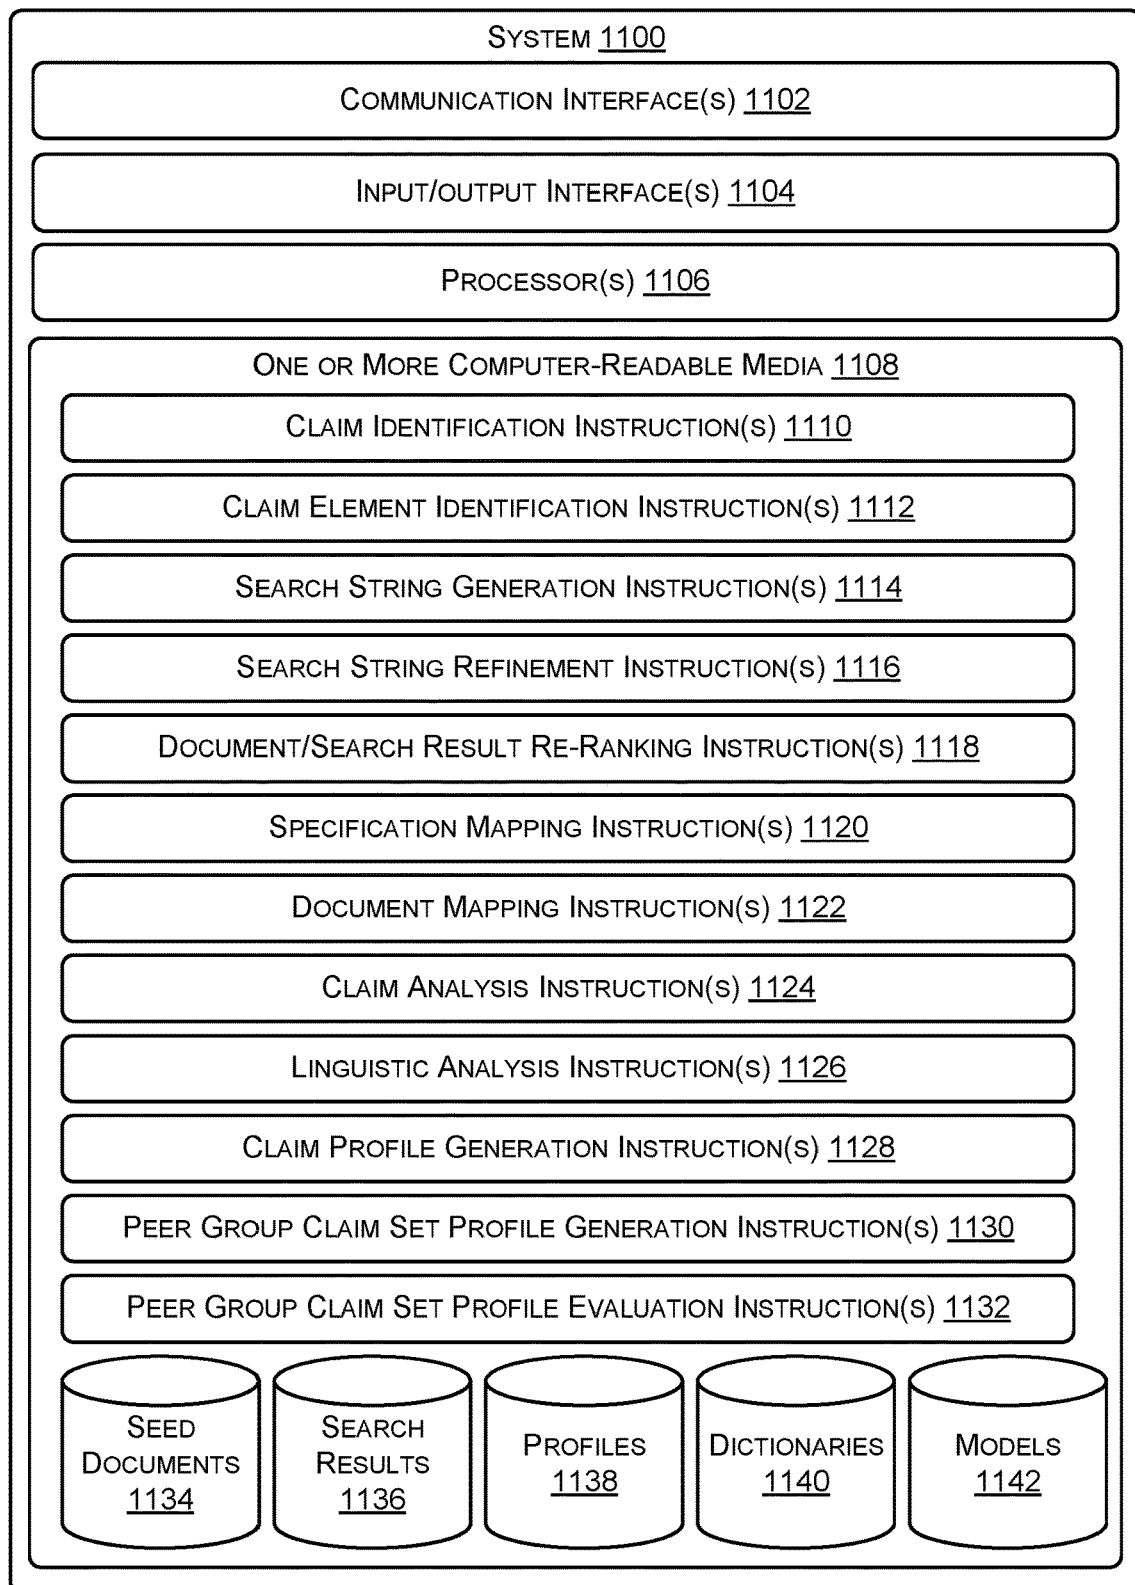 SYSTEM 1100
COMMUNICATION INTERFACE(S) 1102
INPUT/OUTPUT INTERFACE(S) 1104
PROCESSOR(S) 1106
ONE OR MORE COMPUTER-READABLE MEDIA 1108
CLAIM IDENTIFICATION INSTRUCTION(S) 1110
CLAIM ELEMENT IDENTIFICATION INSTRUCTION(S) 1112
SEARCH STRING GENERATION INSTRUCTION(S) 1114
SEARCH STRING REFINEMENT INSTRUCTION(S) 1116
DOCUMENT/SEARCH RESULT RE-RANKING INSTRUCTION(S) 1118
SPECIFICATION MAPPING INSTRUCTION(S) 1120
DOCUMENT MAPPING INSTRUCTION(S) 1122
CLAIM ANALYSIS INSTRUCTION(S) 1124
LINGUISTIC ANALYSIS INSTRUCTION(S) 1126
CLAIM PROFILE GENERATION INSTRUCTION(S) 1128
PEER GROUP CLAIM SET PROFILE GENERATION INSTRUCTION(S) 1130
PEER GROUP CLAIM SET PROFILE EVALUATION INSTRUCTION(S) 1132
SEED
DOCUMENTS
1134
SEARCH
RESULTS
1136
PROFILES
1138
DICTIONARIES
1140
MODELS
1142